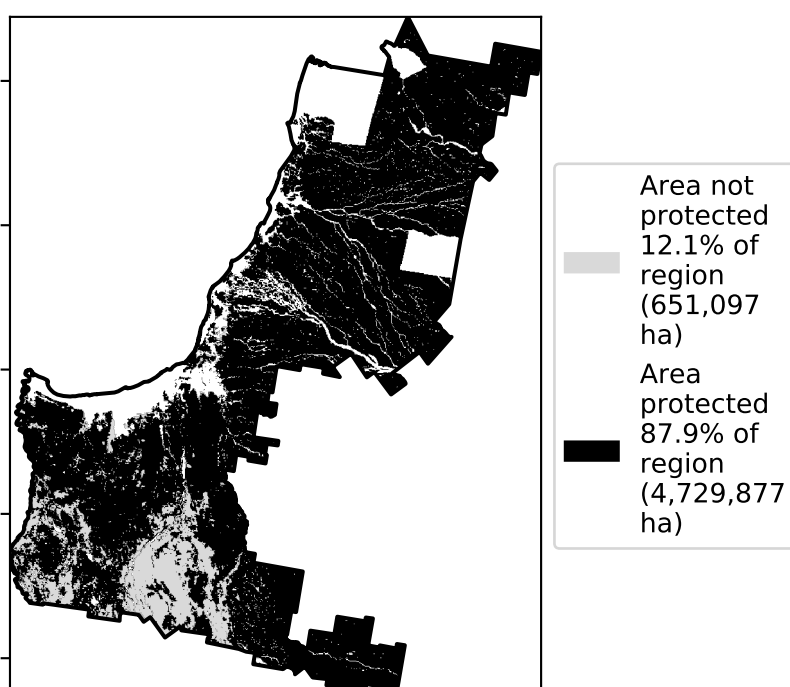 Area not
protected
12.1% of
region
(651,097
ha)
Area
protected
87.9% of
region
(4,729,877
ha)